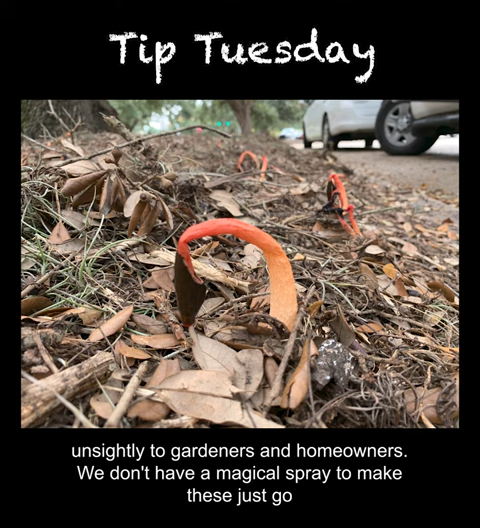 Tip Tuesday
unsightly to gardeners and homeowners.
We don't have a magical spray to make
these just go